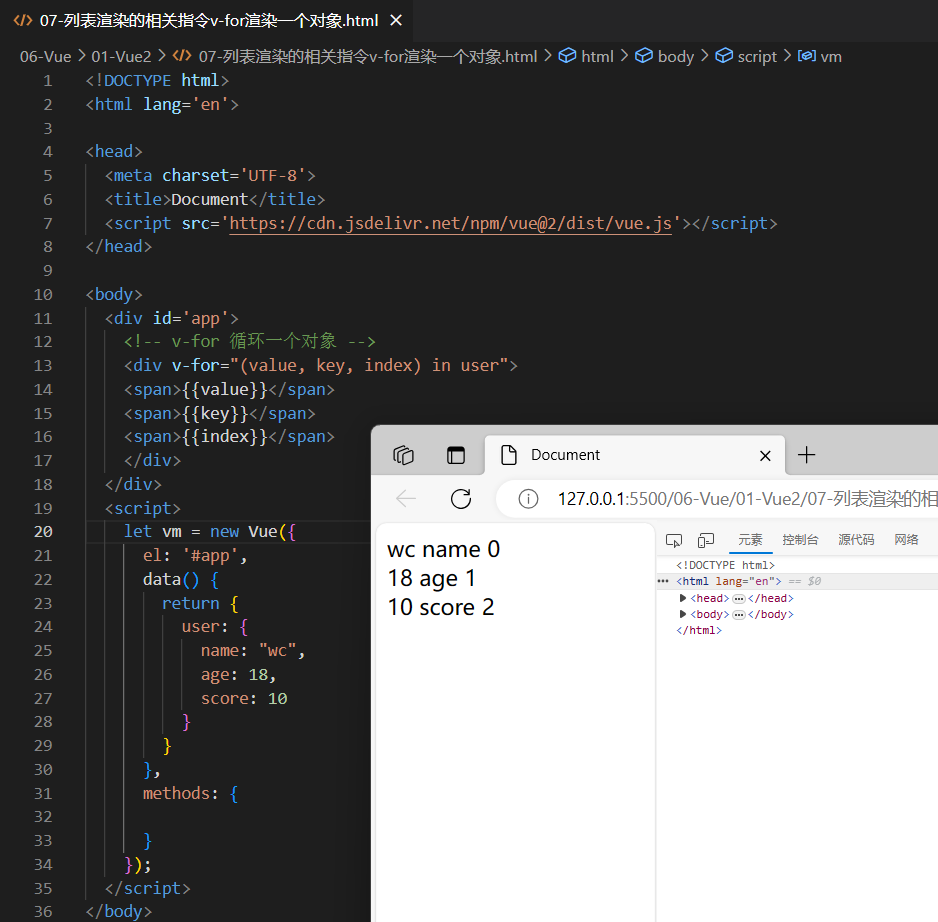 07-列表渲染的相关指令v-for渲染一个对象.html
06-Vue > 01-Vue2 > 07-列表渲染的相关指令v-for渲染一个对象.html > html > body > script > vm
1 <!DOCTYPE html>
2 <html lang='en'>
3
4 <head>
5 <meta charset='UTF-8'>
6 <title>Document</title>
7 <script src='https://cdn.jsdelivr.net/npm/vue@2/dist/vue.js'></script>
8 </head>
9
10 <body>
11 <div id='app'>
12 <!-- v-for 循环一个对象 -->
13 <div v-for="(value, key, index) in user">
14 <span>{{value}}</span>
15 <span>{{key}}</span>
16 <span>{{index}}</span>
17 </div>
18 </div>
19 <script>
20 let vm = new Vue({
21 el: '#app',
22 data() {
23 return {
24 user: {
25 name: "wc",
26 age: 18,
27 score: 10
28 }
29 }
30 },
31 methods: {
32
33 }
34 });
35 </script>
36 </body>
Document
127.0.0.1:5500/06-Vue/01-Vue2/07-列表渲染的相
wc name 0
18 age 1
10 score 2
元素 控制台 源代码 网络
<!DOCTYPE html>
<html lang="en"> == $0
<head> </head>
<body> </body>
</html>